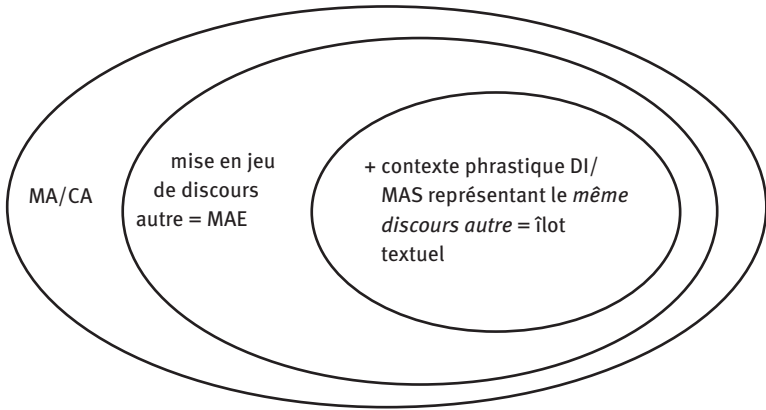 MA/CA
mise en jeu
de discours
autre = MAE
+ contexte phrastique DI/
MAS représentant le même
discours autre = îlot
textuel